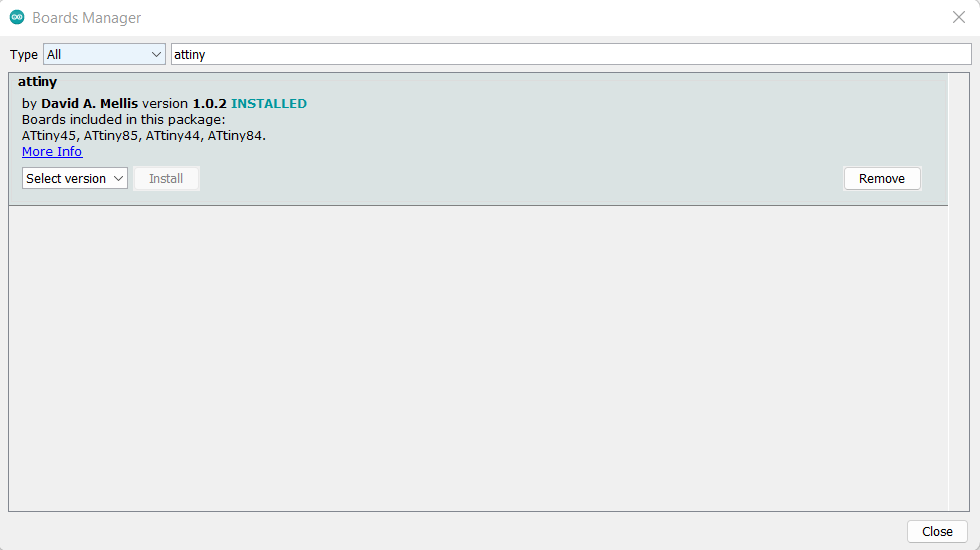 Boards Manager
Type All attiny
attiny
by David A. Mellis version 1.0.2 INSTALLED
Boards included in this package:
ATtiny45, ATtiny85, ATtiny44, ATtiny84.
More Info
Select version Install Remove
Close